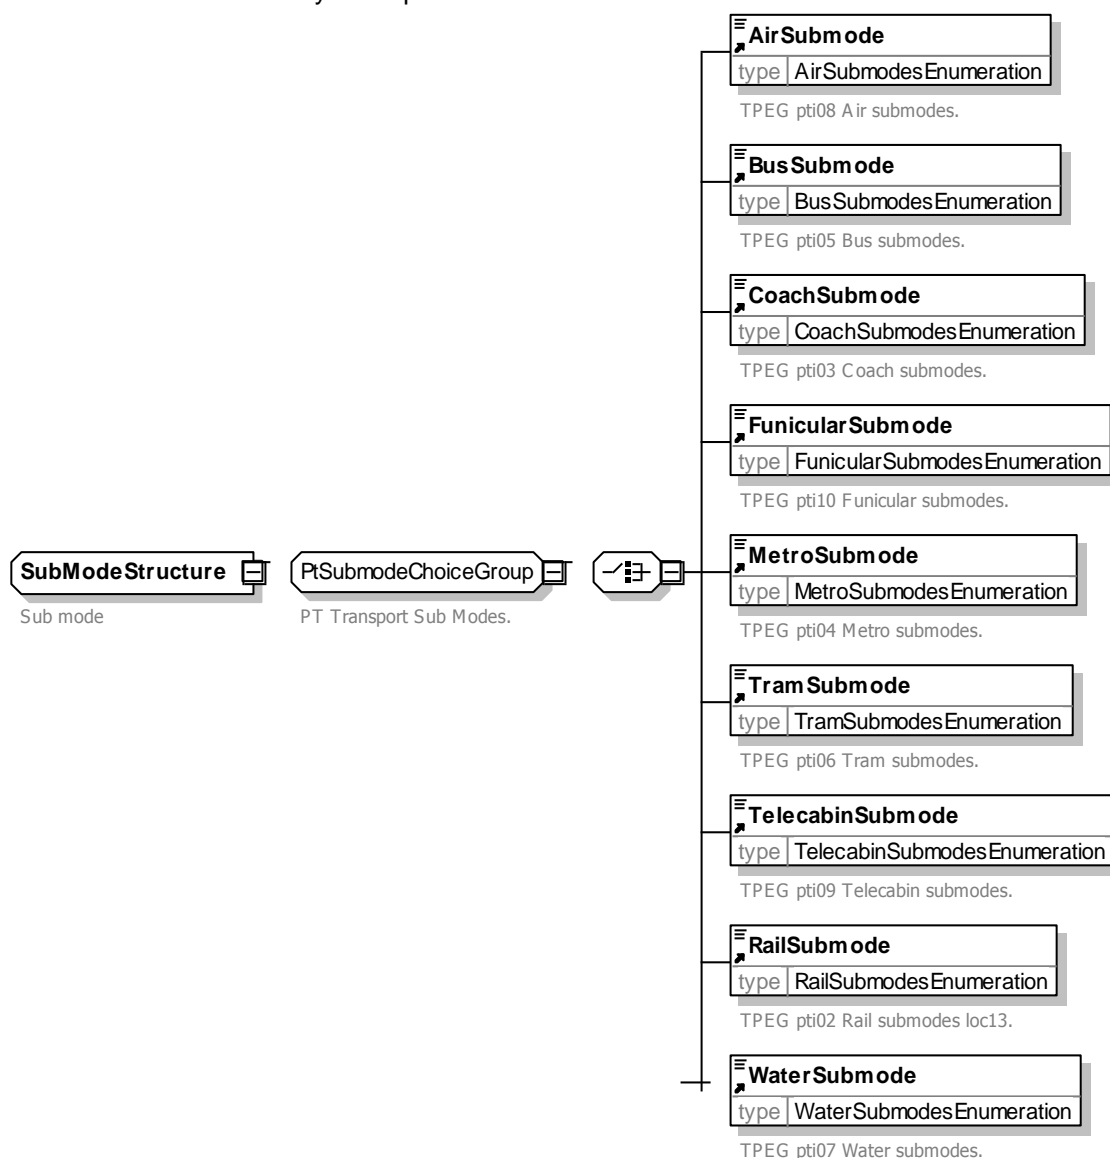 AirSubmode
type AirSubmodesEnumeration
TPEG pti08 Air submodes.
BusSubmode
type BusSubmodesEnumeration
TPEG pti05 Bus submodes.
CoachSubmode
type CoachSubmodesEnumeration
TPEG pti03 Coach submodes.
FunicularSubmode
type FunicularSubmodesEnumeration
TPEG pti10 Funicular submodes.
SubModeStructure
Sub mode
PtSubmodeChoiceGroup
PT Transport Sub Modes.
MetroSubmode
type MetroSubmodesEnumeration
TPEG pti04 Metro submodes.
TramSubmode
type TramSubmodesEnumeration
TPEG pti06 Tram submodes.
TelecabinSubmode
type TelecabinSubmodesEnumeration
TPEG pti09 Telecabin submodes.
RailSubmode
type RailSubmodesEnumeration
TPEG pti02 Rail submodes loc13.
WaterSubmode
type WaterSubmodesEnumeration
TPEG pti07 Water submodes.